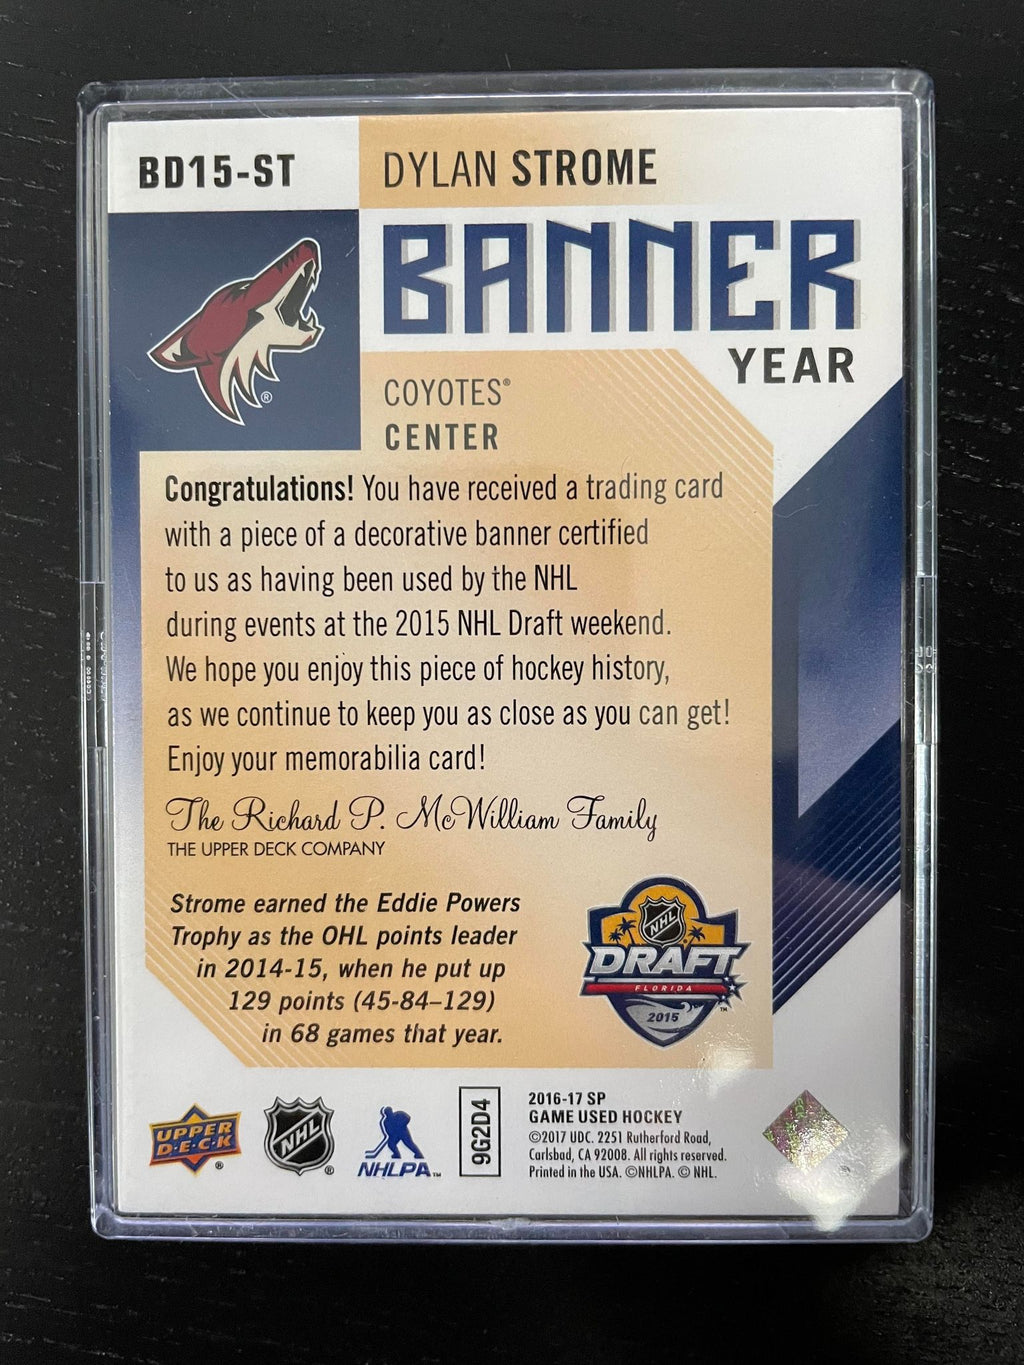 BD15-ST
DYLAN STROME
BANNER
YEAR
COYOTES®
CENTER
®
Congratulations! You have received a trading card
with a piece of a decorative banner certified
to us as having been used by the NHL
during events at the 2015 NHL Draft weekend.
We hope you enjoy this piece of hockey history,
as we continue to keep you as close as you can get!
Enjoy your memorabilia card!
The Richard P. McWilliam Family
THE UPPER DECK COMPANY
Strome earned the Eddie Powers
Trophy as the OHL points leader
in 2014-15, when he put up
129 points (45-84–129)
in 68 games that year.
NHL
DRAFT
FLORIDA
2015
™
UPPER
D·E·C·K
®
NHL
®
NHLPA™
9G2D4
2016-17 SP
GAME USED HOCKEY
©2017 UDC. 2251 Rutherford Road,
Carlsbad, CA 92008. All rights reserved.
Printed in the USA. ©NHLPA. © NHL.